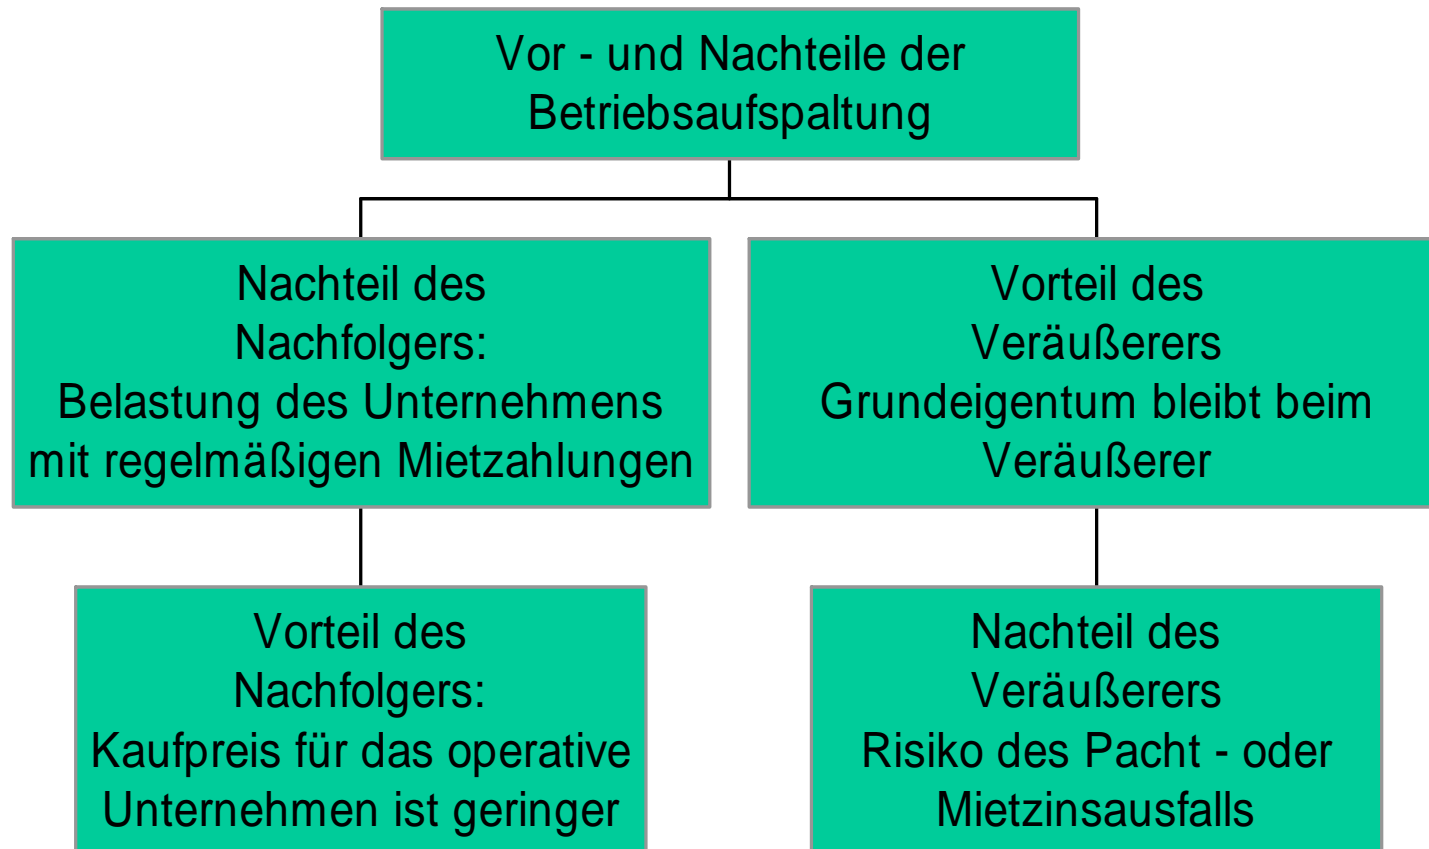 Vor - und Nachteile der
Betriebsaufspaltung
Nachteil des
Nachfolgers:
Belastung des Unternehmens
mit regelmäßigen Mietzahlungen
Vorteil des
Veräußerers
Grundeigentum bleibt beim
Veräußerer
Vorteil des
Nachfolgers:
Kaufpreis für das operative
Unternehmen ist geringer
Nachteil des
Veräußerers
Risiko des Pacht - oder
Mietzinsausfalls